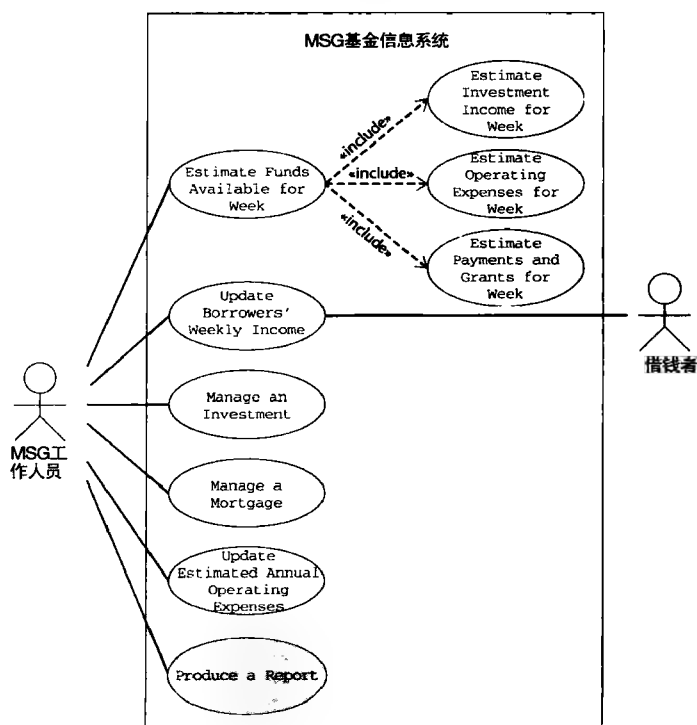 MSG基金信息系统
Estimate
Investment
Income for
Week
«include»
Estimate Funds
Available for
Week
«include»
Estimate
Operating
Expenses for
Week
«include»
Estimate
Payments and
Grants for
Week
Update
Borrowers'
Weekly Income
借钱者
Manage an
Investment
MSG工
作人员
Manage a
Mortgage
Update
Estimated Annual
Operating
Expenses
Produce a Report